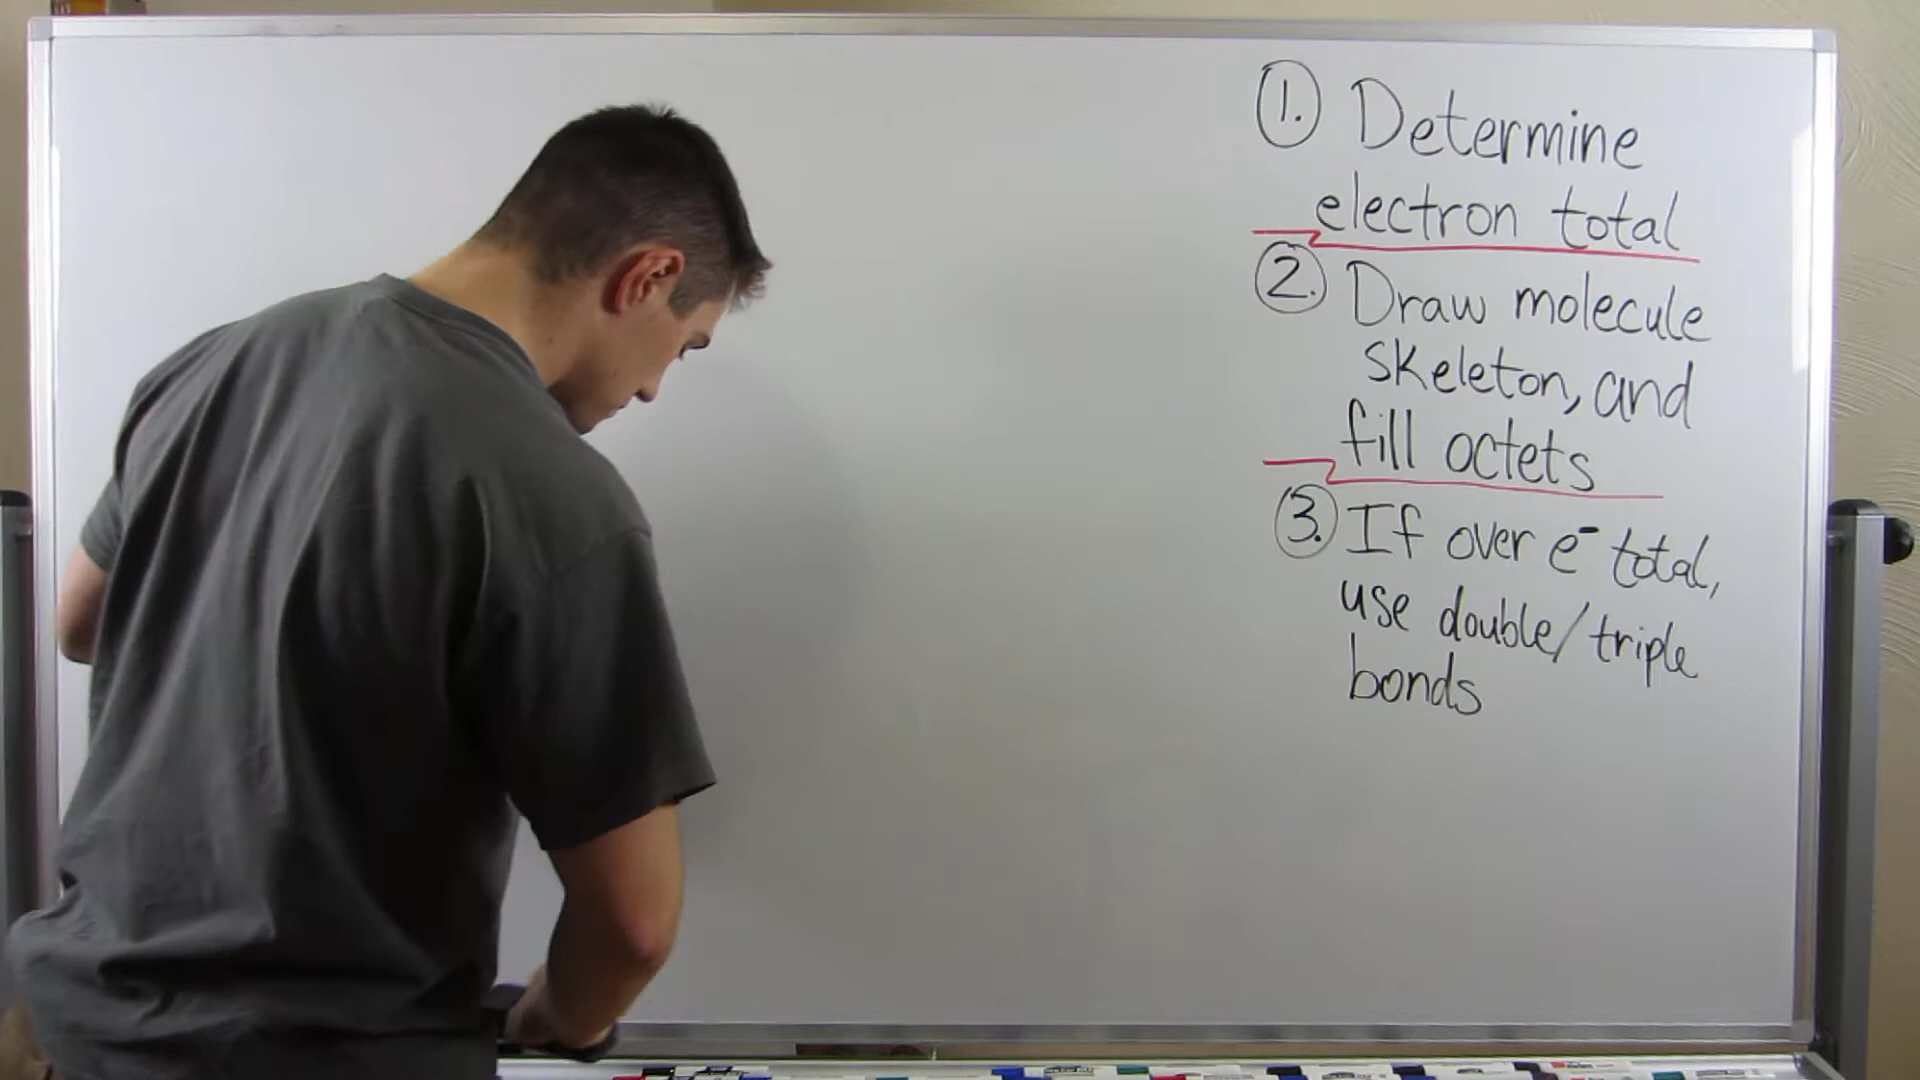 1. Determine
electron total
2. Draw molecule
skeleton, and
fill octets
3. If over e⁻ total,
use double/triple
bonds